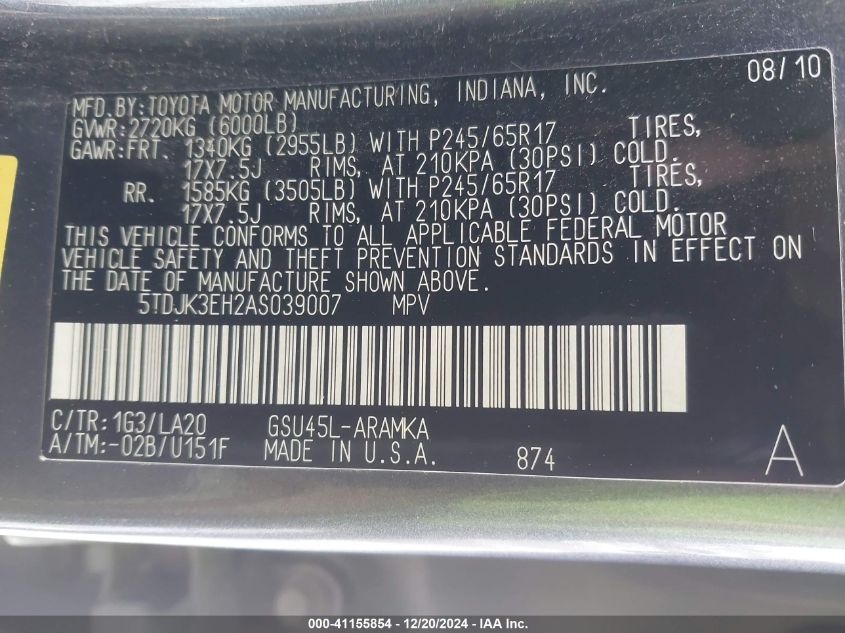 08/10
MFD.BY:TOYOTA MOTOR MANUFACTURING, INDIANA, INC.
GVWR:2720KG (6000LB)
GAWR:FRT. 1340KG (2955LB) WITH P245/65R17 TIRES,
17X7.5J RIMS, AT 210KPA (30PSI) COLD.
RR. 1585KG (3505LB) WITH P245/65R17 TIRES,
17X7.5J RIMS, AT 210KPA (30PSI) COLD.
THIS VEHICLE CONFORMS TO ALL APPLICABLE FEDERAL MOTOR
VEHICLE SAFETY AND THEFT PREVENTION STANDARDS IN EFFECT ON
THE DATE OF MANUFACTURE SHOWN ABOVE.
5TDJK3EH2AS039007 MPV
C/TR:1G3/LA20 GSU45L-ARAMKA
A/TM:-02B/U151F MADE IN U.S.A. 874 A
000-41155854 - 12/20/2024 - IAA Inc.